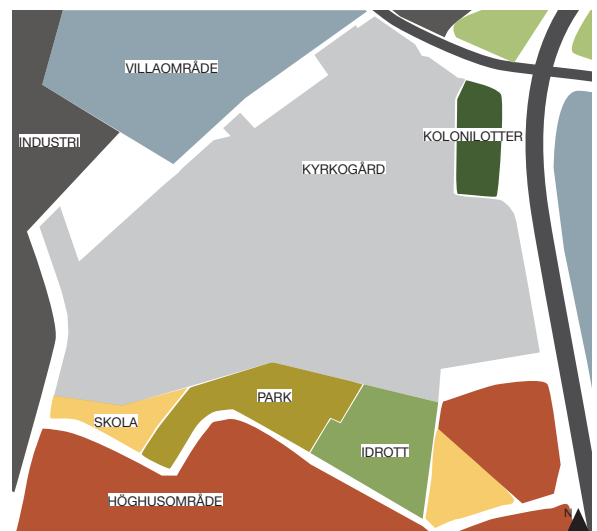 VILLAOMRÅDE
KOLONILOTTER
INDUSTRI
KYRKOGÅRD
PARK
SKOLA
IDROTT
HÖGHUSOMRÅDE
N